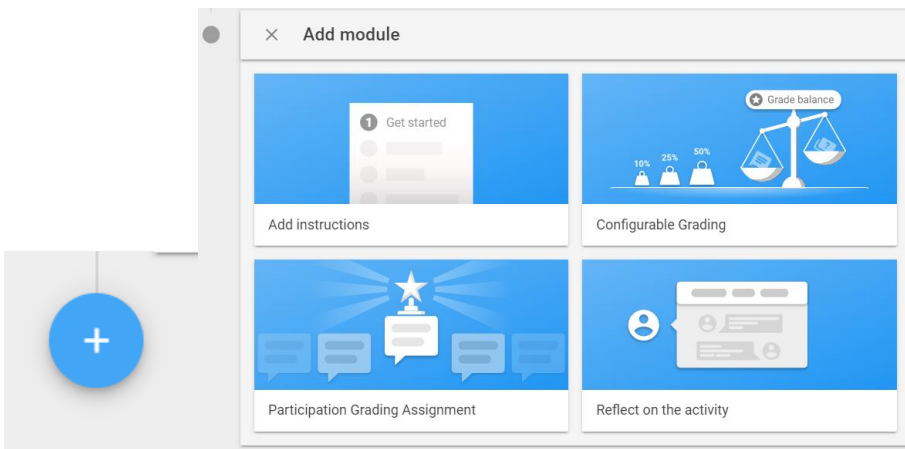 Add module
1 Get started
Grade balance
10% 25% 50%
Add instructions
Configurable Grading
Participation Grading Assignment
Reflect on the activity